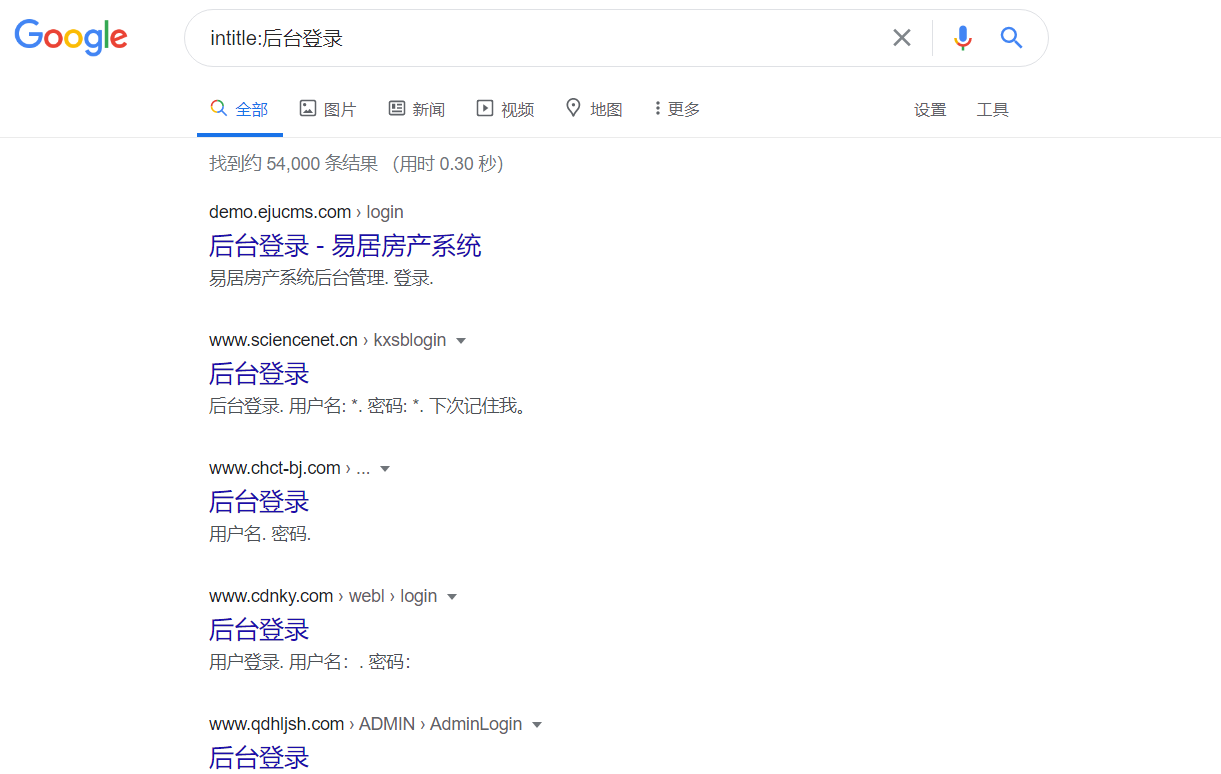 Google
intitle:后台登录
全部 图片 新闻 视频 地图 更多 设置 工具
找到约 54,000 条结果 （用时 0.30 秒）
demo.ejucms.com › login
后台登录 - 易居房产系统
易居房产系统后台管理. 登录.
www.sciencenet.cn › kxsblogin
后台登录
后台登录. 用户名: *. 密码: *. 下次记住我。
www.chct-bj.com › ...
后台登录
用户名. 密码.
www.cdnky.com › webl › login
后台登录
用户登录. 用户名：. 密码：
www.qdhljsh.com › ADMIN › AdminLogin
后台登录